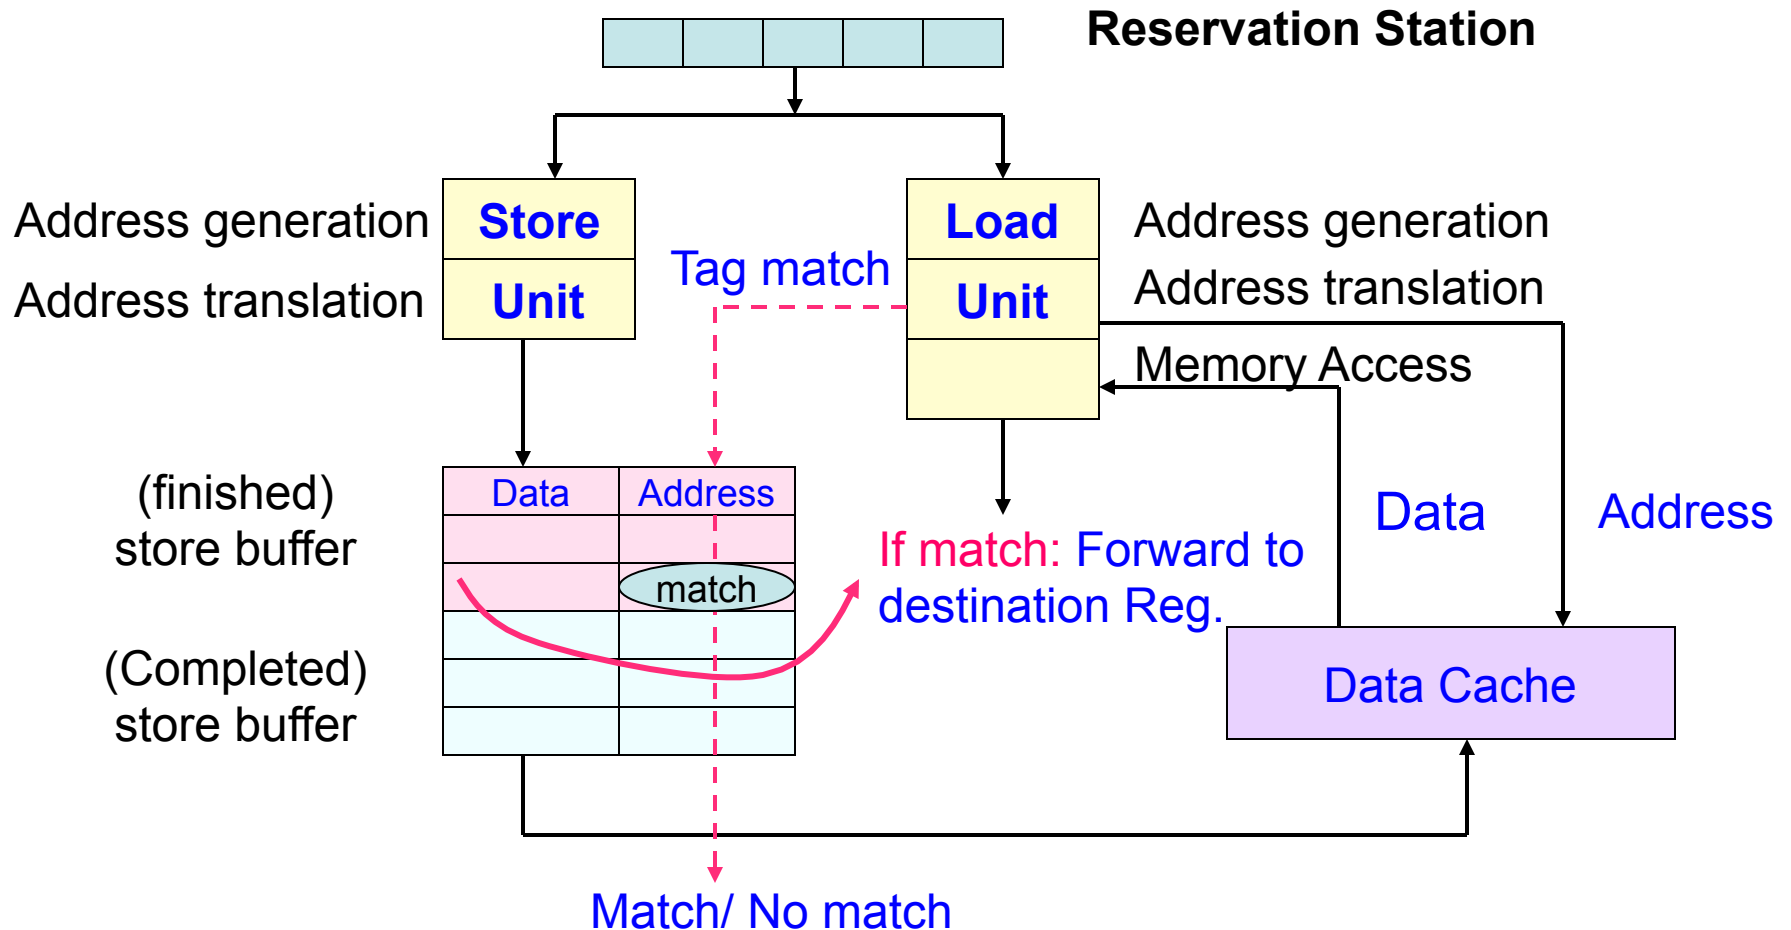 Reservation Station
Address generation
Store
Load
Address generation
Tag match
Address translation
Unit
Unit
Address translation
Memory Access
(finished)
store buffer
Data
Address
Data
Address
If match: Forward to
destination Reg.
match
(Completed)
store buffer
Data Cache
Match/ No match